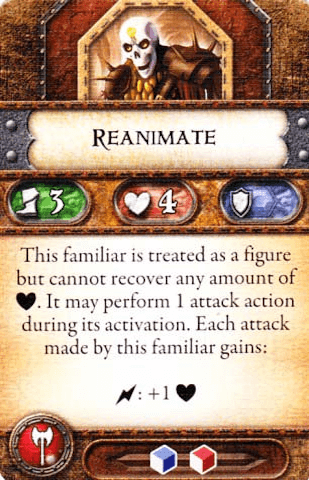 REANIMATE
3 4
This familiar is treated as a figure
but cannot recover any amount of
♥. It may perform 1 attack action
during its activation. Each attack
made by this familiar gains:
: +1 ♥